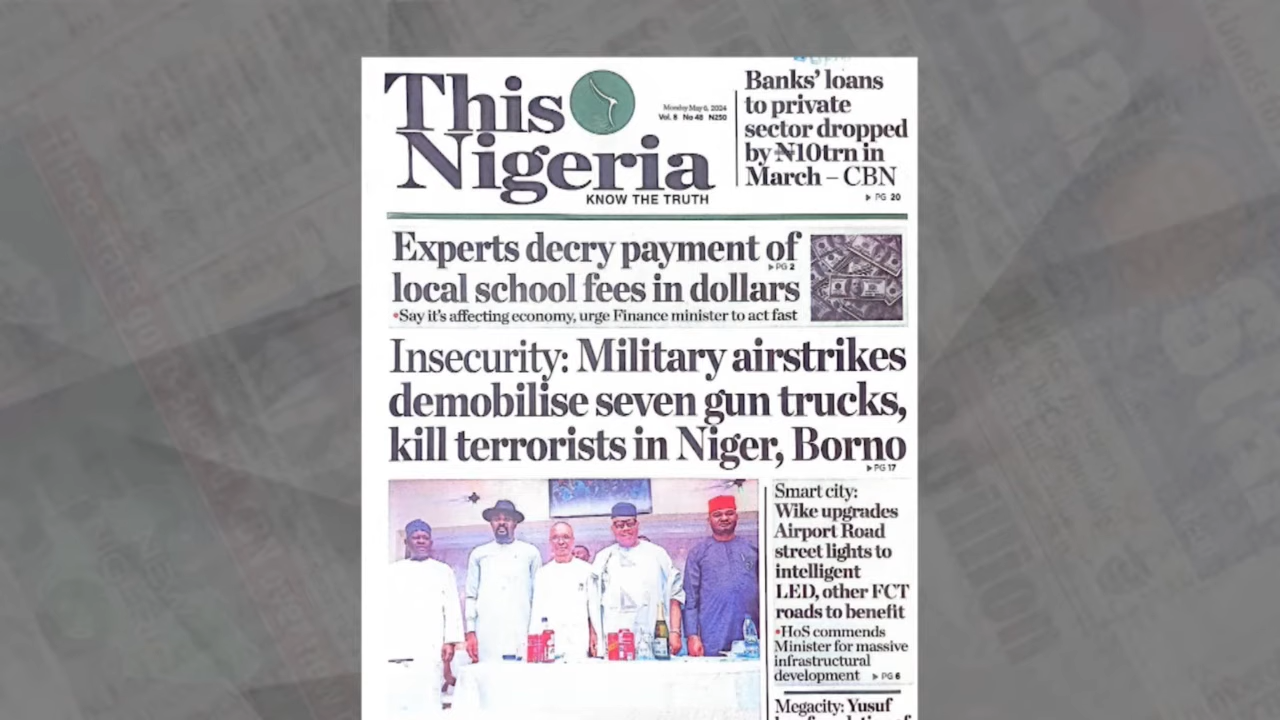 This
Nigeria
KNOW THE TRUTH
Monday May 6, 2024
Vol. 8 No 48 N250
Banks' loans
to private
sector dropped
by ₦10trn in
March – CBN
▶ PG 20
Experts decry payment of
▶PG 2
local school fees in dollars
•Say it's affecting economy, urge Finance minister to act fast
Insecurity: Military airstrikes
demobilise seven gun trucks,
kill terrorists in Niger, Borno
▶PG 17
Smart city:
Wike upgrades
Airport Road
street lights to
intelligent
LED, other FCT
roads to benefit
•HoS commends
Minister for massive
infrastructural
development ▶ PG 6
Megacity: Yusuf